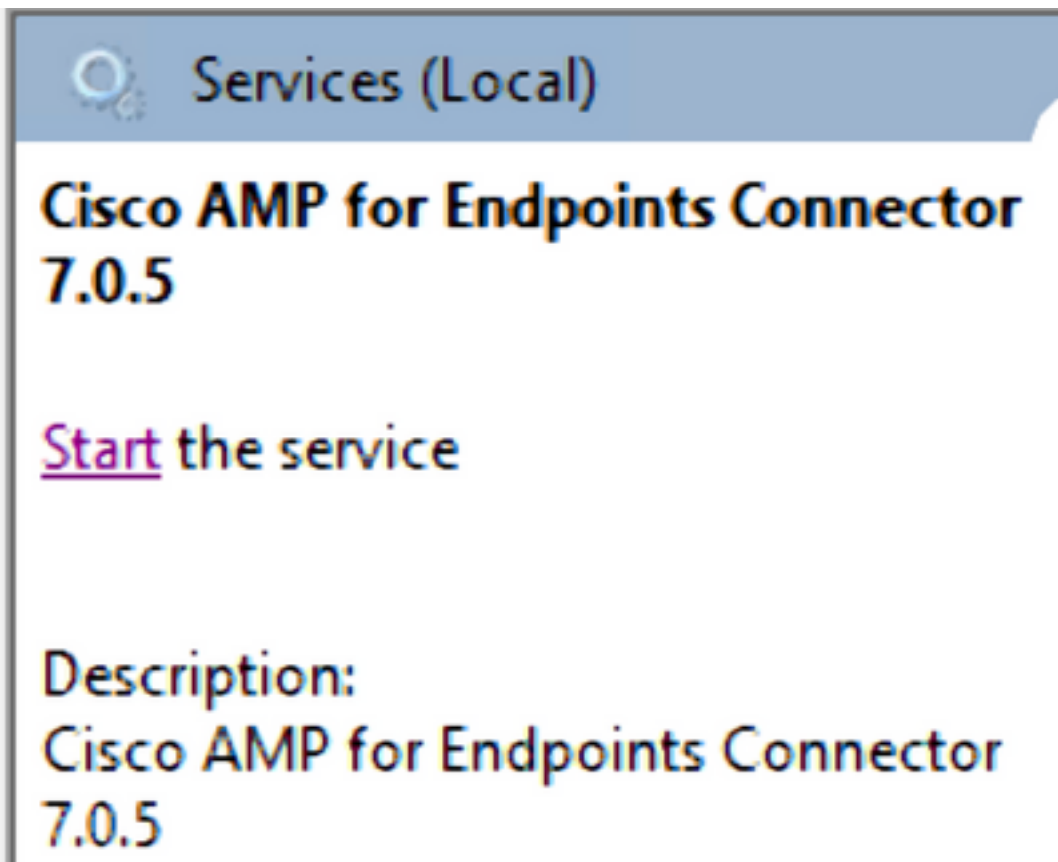 Services (Local)
Cisco AMP for Endpoints Connector
7.0.5
Start the service
Description:
Cisco AMP for Endpoints Connector
7.0.5